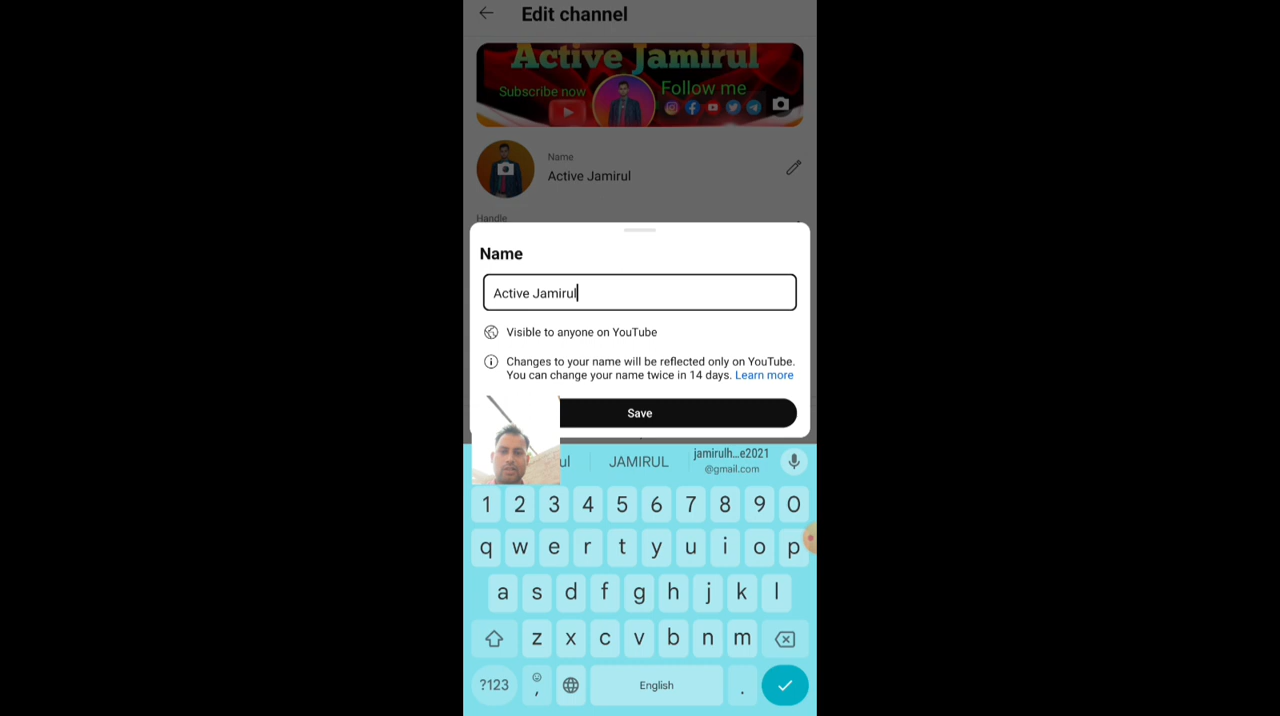 Edit channel
Active Jamirul
Subscribe now
Follow me
Name
Active Jamirul
Handle
Name
Active Jamirul
Visible to anyone on YouTube
Changes to your name will be reflected only on YouTube.
You can change your name twice in 14 days. Learn more
Save
ul JAMIRUL jamirulh...e2021
@gmail.com
1 2 3 4 5 6 7 8 9 0
q w e r t y u i o p
a s d f g h j k l
z x c v b n m
?123 , English .